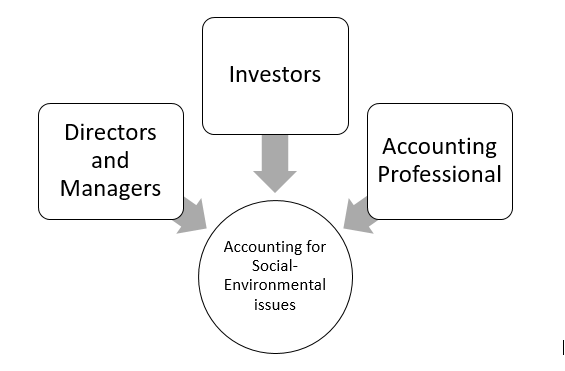 Investors
Directors
and
Managers
Accounting
Professional
Accounting for
Social-
Environmental
issues